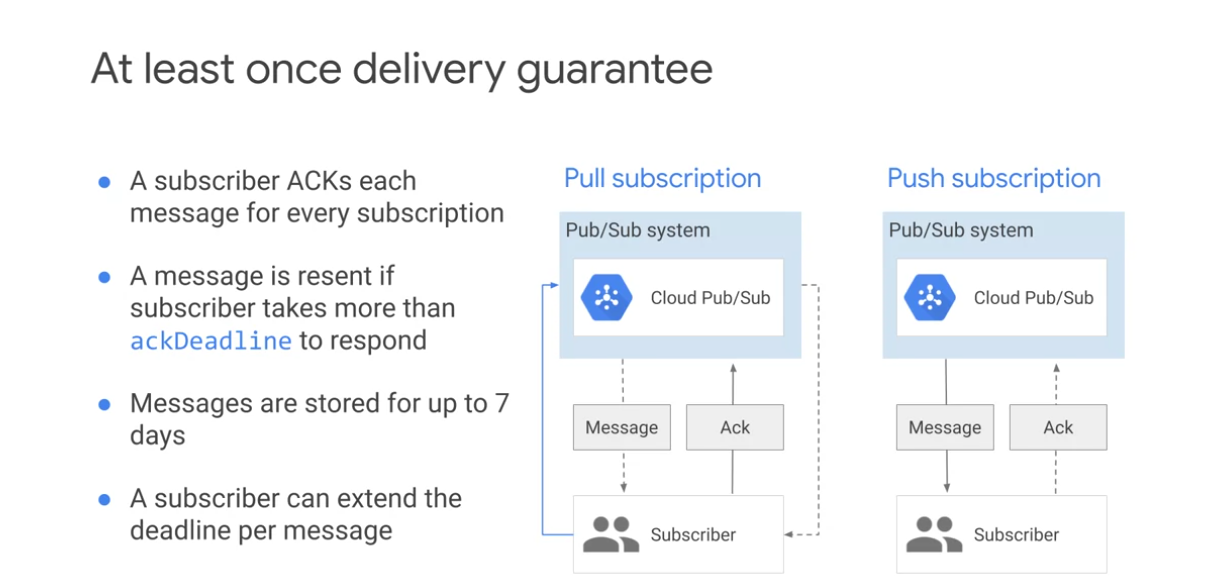 At least once delivery guarantee
● A subscriber ACKs each
message for every subscription
● A message is resent if
subscriber takes more than
ackDeadline to respond
● Messages are stored for up to 7
days
● A subscriber can extend the
deadline per message
Pull subscription
Pub/Sub system
Cloud Pub/Sub
Message
Ack
Subscriber
Push subscription
Pub/Sub system
Cloud Pub/Sub
Message
Ack
Subscriber